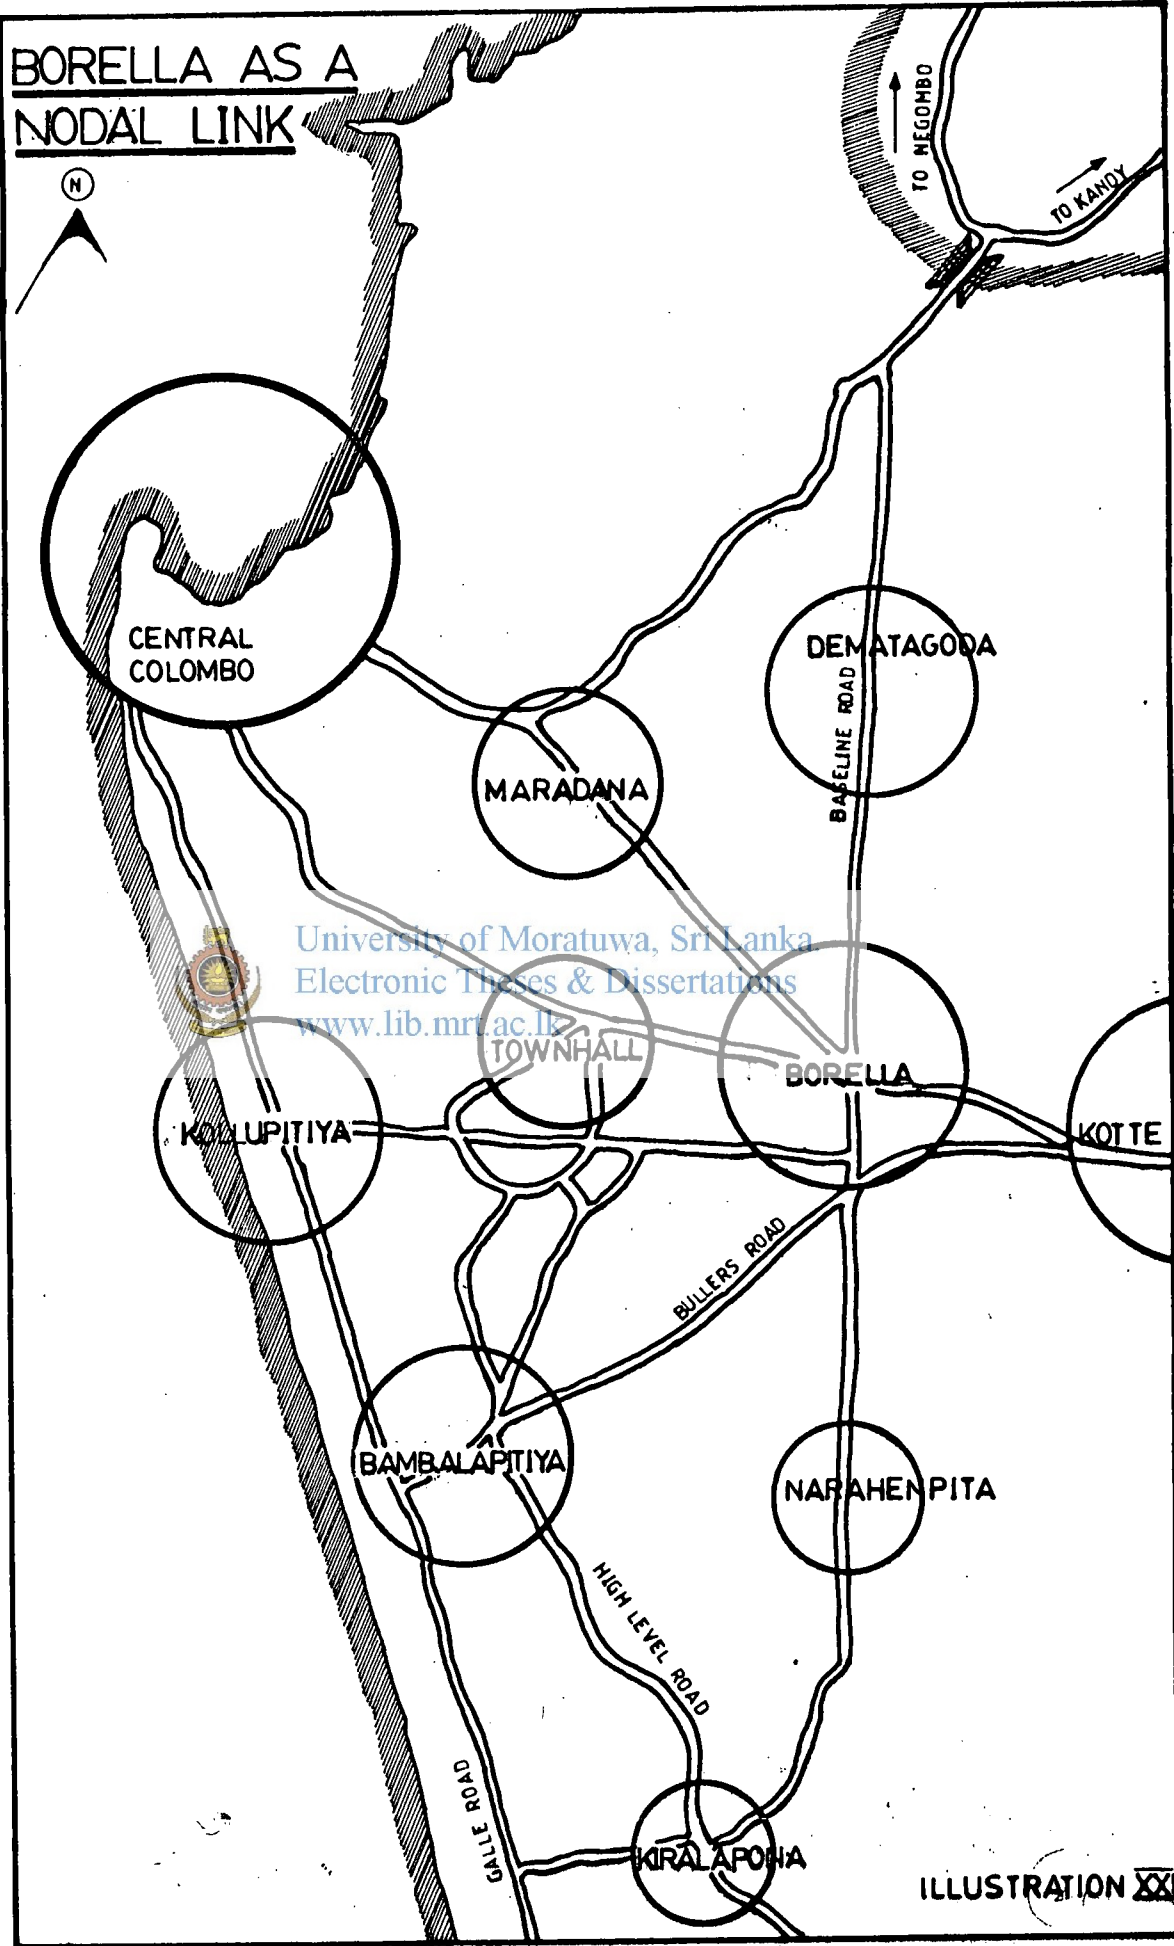 BORELLA AS A
NODAL LINK
N
TO NEGOMBO
TO KANDY
CENTRAL
COLOMBO
DEMATAGODA
BASELINE ROAD
MARADANA
University of Moratuwa, Sri Lanka.
Electronic Theses & Dissertations
www.lib.mrt.ac.lk
TOWNHALL
BORELLA
KOLLUPITIYA
KOTTE
BULLERS ROAD
BAMBALAPITIYA
NARAHENPITA
HIGH LEVEL ROAD
GALLE ROAD
KIRALAPONA
ILLUSTRATION